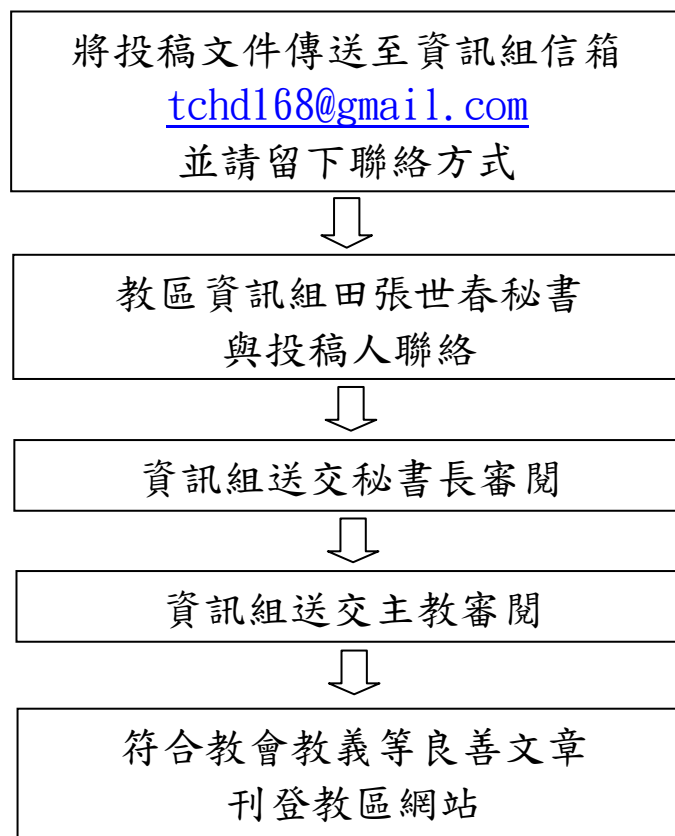 將投稿文件傳送至資訊組信箱
tchd168@gmail.com
並請留下聯絡方式
教區資訊組田張世春秘書
與投稿人聯絡
資訊組送交秘書長審閱
資訊組送交主教審閱
符合教會教義等良善文章
刊登教區網站